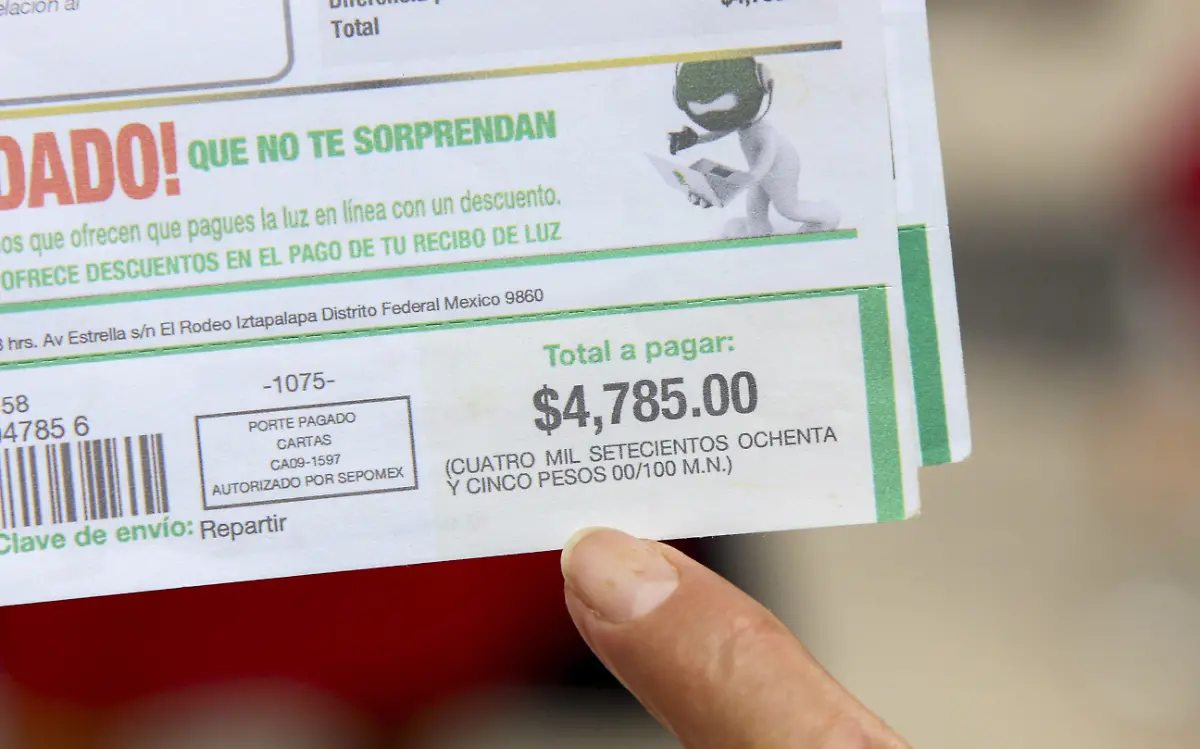 elación al
Total
DADO! QUE NO TE SORPRENDAN
os que ofrecen que pagues la luz en línea con un descuento.
OFRECE DESCUENTOS EN EL PAGO DE TU RECIBO DE LUZ
hrs. Av Estrella s/n El Rodeo Iztapalapa Distrito Federal Mexico 9860
58
04785 6
-1075-
PORTE PAGADO
CARTAS
CA09-1597
AUTORIZADO POR SEPOMEX
Clave de envío: Repartir
Total a pagar:
$4,785.00
(CUATRO MIL SETECIENTOS OCHENTA
Y CINCO PESOS 00/100 M.N.)